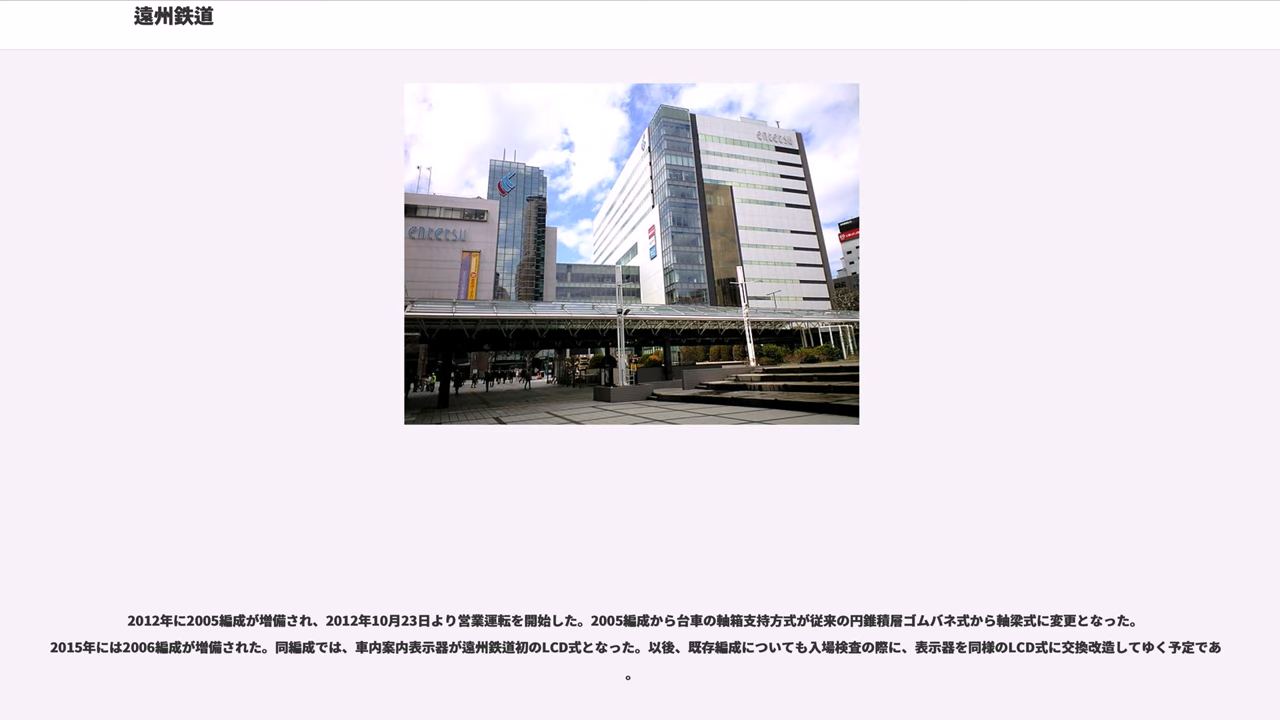 遠州鉄道
entetsu
entetsu
2012年に2005編成が増備され、2012年10月23日より営業運転を開始した。2005編成から台車の軸箱支持方式が従来の円錐積層ゴムバネ式から軸梁式に変更となった。
2015年には2006編成が増備された。同編成では、車内案内表示器が遠州鉄道初のLCD式となった。以後、既存編成についても入場検査の際に、表示器を同様のLCD式に交換改造してゆく予定であ
。